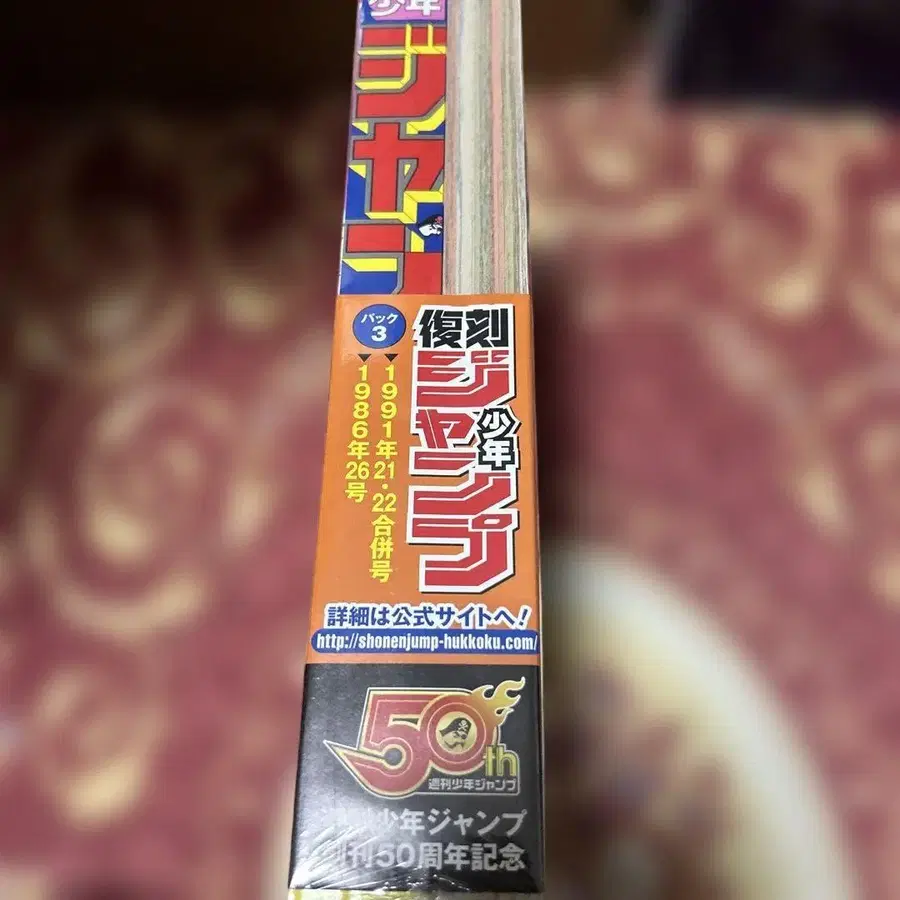 少年
ジャン
パック
3
復刻
少年
ジャンプ
▼1991年21・22合併号
▼1986年26号
詳細は公式サイトへ!
http://shonenjump-hukkoku.com/
50th
週刊少年ジャンプ
少年ジャンプ
刊50周年記念